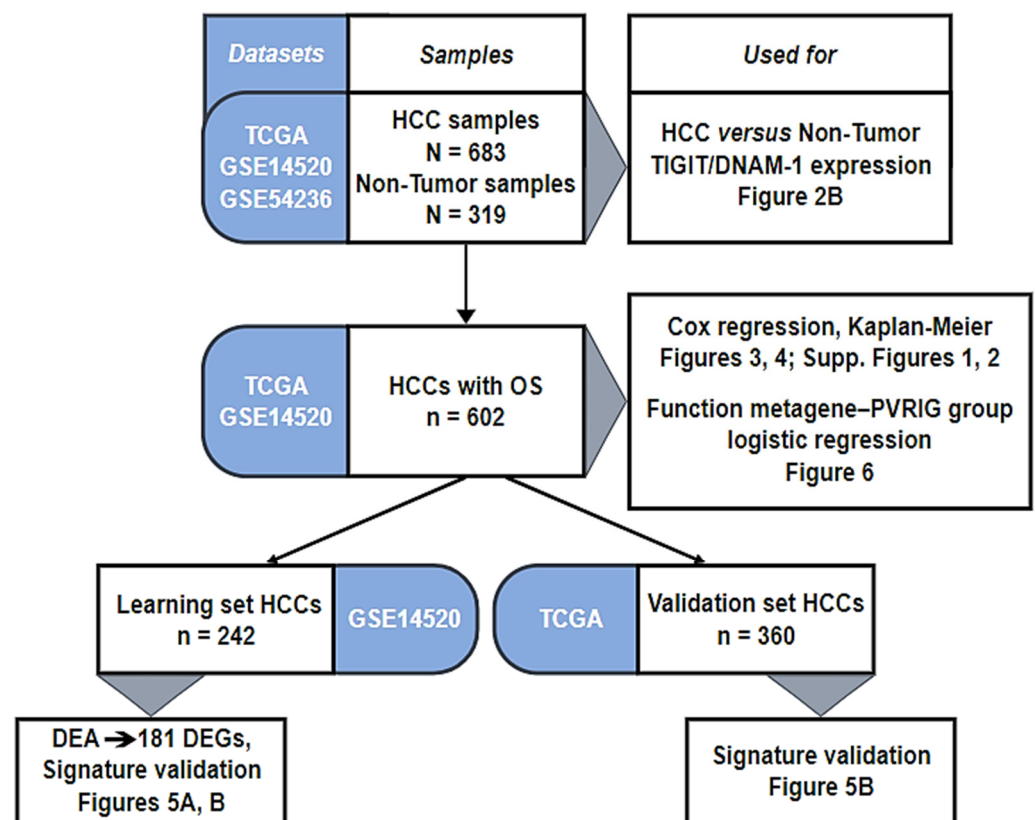 Datasets
Samples
Used for
TCGA
GSE14520
GSE54236
HCC samples
N = 683
Non-Tumor samples
N = 319
HCC versus Non-Tumor
TIGIT/DNAM-1 expression
Figure 2B
TCGA
GSE14520
HCCs with OS
n = 602
Cox regression, Kaplan-Meier
Figures 3, 4; Supp. Figures 1, 2
Function metagene–PVRIG group
logistic regression
Figure 6
Learning set HCCs
n = 242
GSE14520
TCGA
Validation set HCCs
n = 360
DEA ➔181 DEGs,
Signature validation
Figures 5A, B
Signature validation
Figure 5B